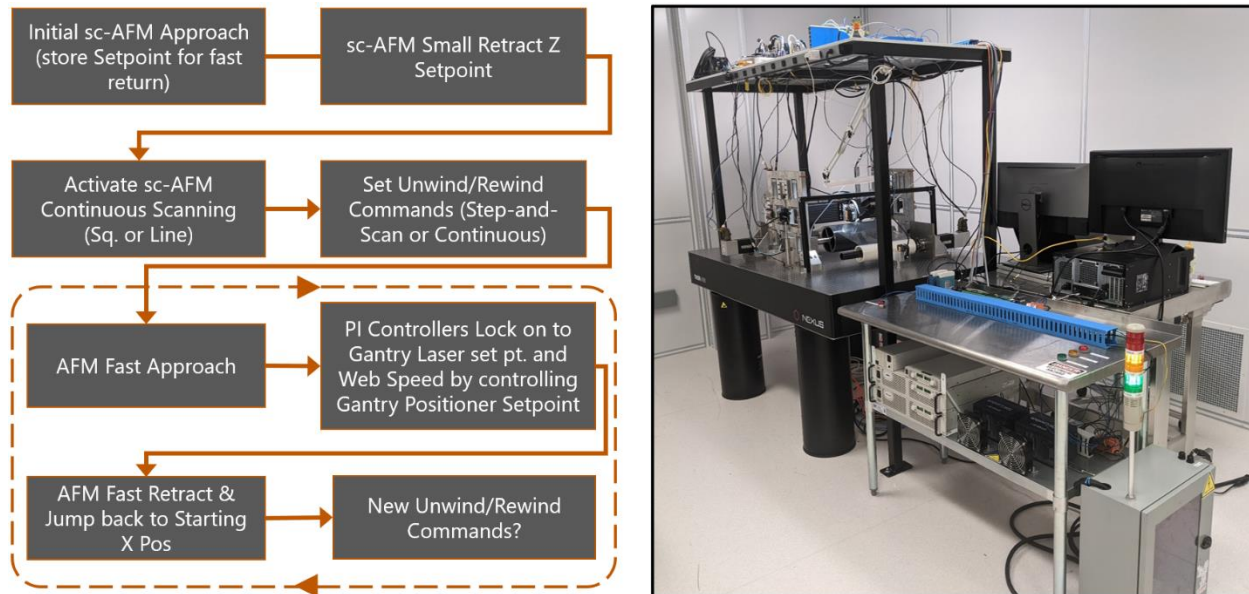 Initial sc-AFM Approach
(store Setpoint for fast
return)
sc-AFM Small Retract Z
Setpoint
Activate sc-AFM
Continuous Scanning
(Sq. or Line)
Set Unwind/Rewind
Commands (Step-and-
Scan or Continuous)
AFM Fast Approach
PI Controllers Lock on to
Gantry Laser set pt. and
Web Speed by controlling
Gantry Positioner Setpoint
AFM Fast Retract &
Jump back to Starting
X Pos
New Unwind/Rewind
Commands?
NEXUS
DELL